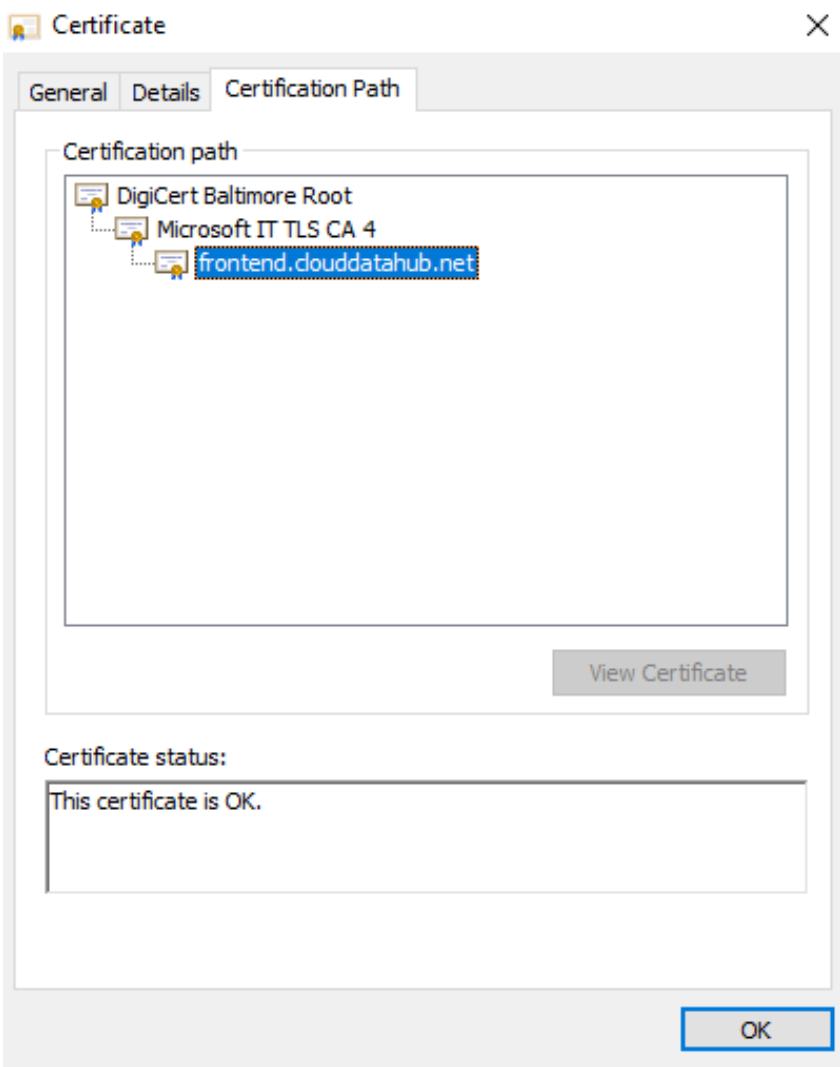 Certificate
General Details Certification Path
Certification path
DigiCert Baltimore Root
Microsoft IT TLS CA 4
frontend.clouddatahub.net
View Certificate
Certificate status:
This certificate is OK.
OK